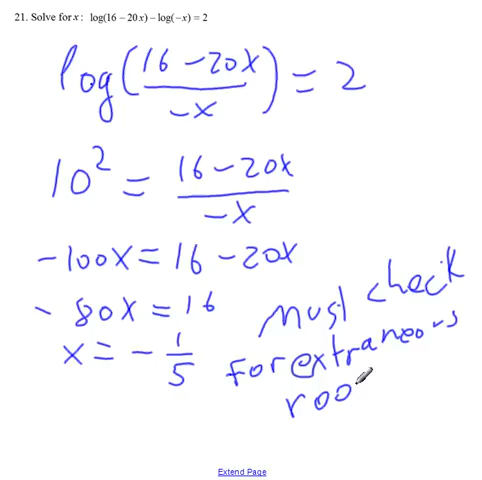 21. Solve for x: log(16 − 20x) − log(−x) = 2
log((16 − 20x)/(−x)) = 2
10² = (16 − 20x)/(−x)
−100x = 16 − 20x
−80x = 16
x = −1/5
must check
for extraneous
roo
Extend Page